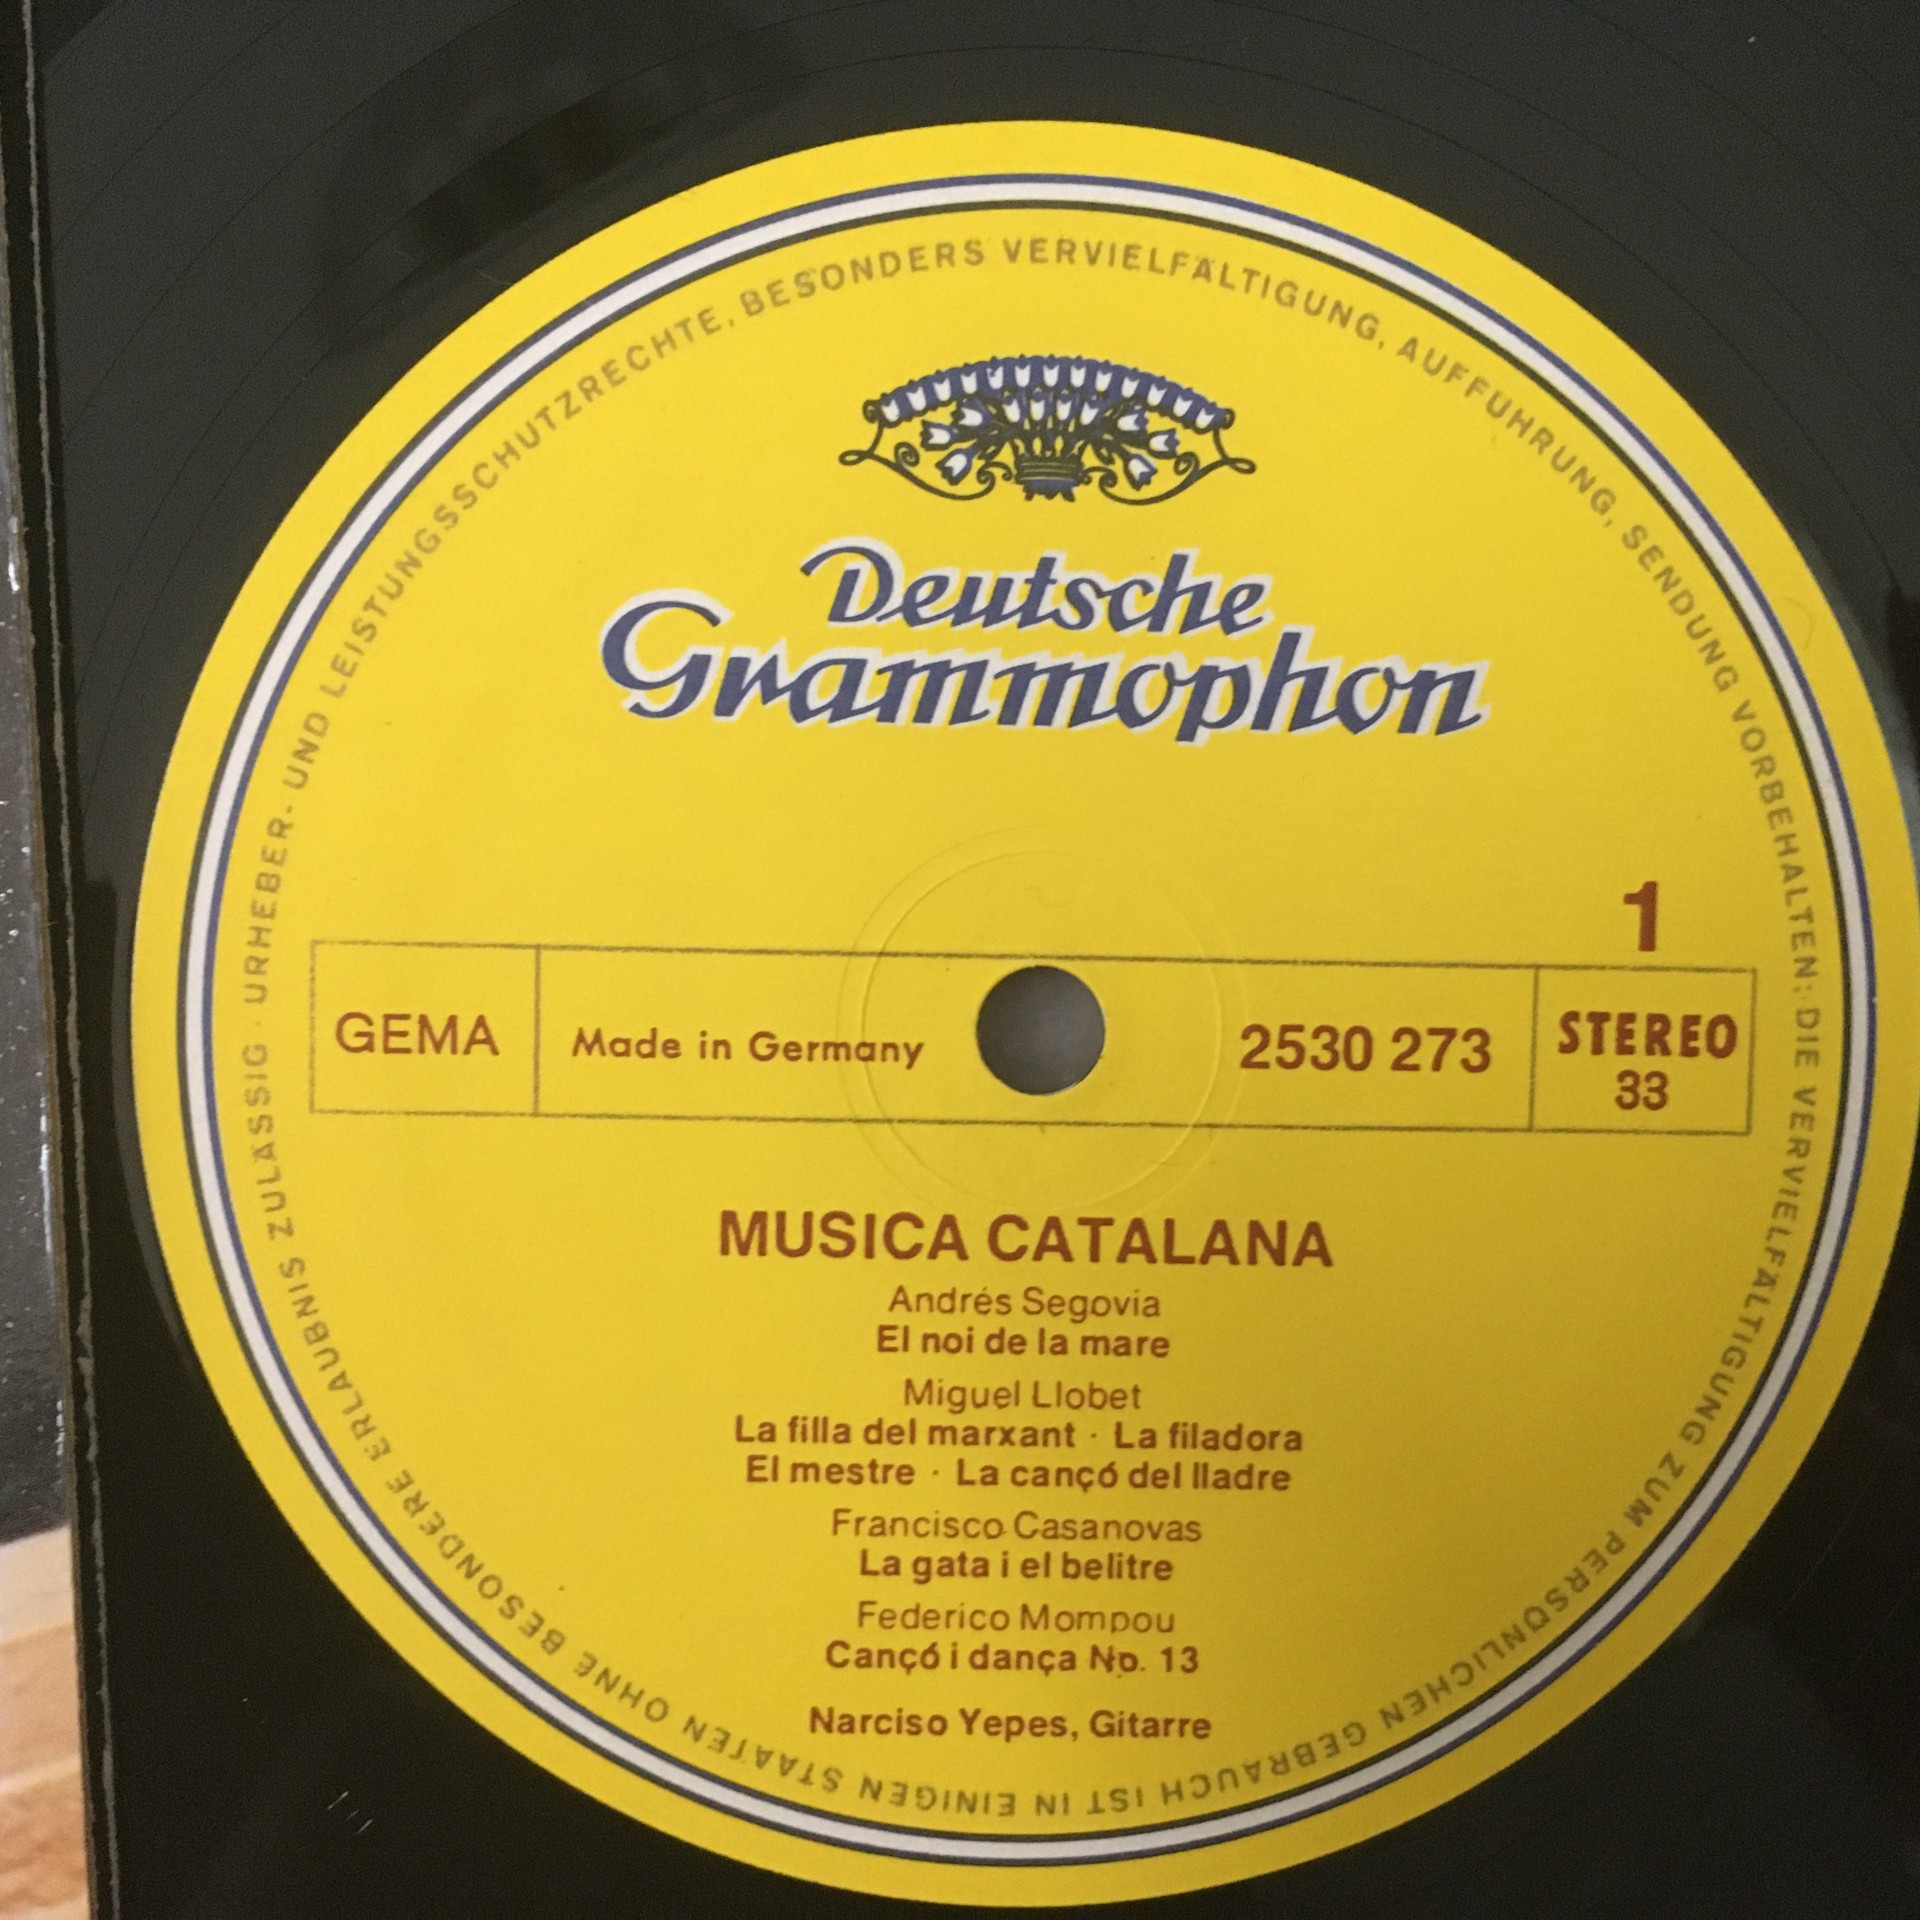 URHEBER- UND LEISTUNGSSCHUTZRECHTE, BESONDERS VERVIELFÄLTIGUNG, AUFFÜHRUNG, SENDUNG VORBEHALTEN: DIE VERVIELFÄLTIGUNG ZUM PERSÖNLICHEN GEBRAUCH IST IN EINIGEN STAATEN OHNE BESONDERE ERLAUBNIS ZULÄSSIG ·
Deutsche
Grammophon
1
GEMA Made in Germany 2530 273 STEREO
33
MUSICA CATALANA
Andrés Segovia
El noi de la mare
Miguel Llobet
La filla del marxant · La filadora
El mestre · La cançó del lladre
Francisco Casanovas
La gata i el belitre
Federico Mompou
Cançó i dança No. 13
Narciso Yepes, Gitarre